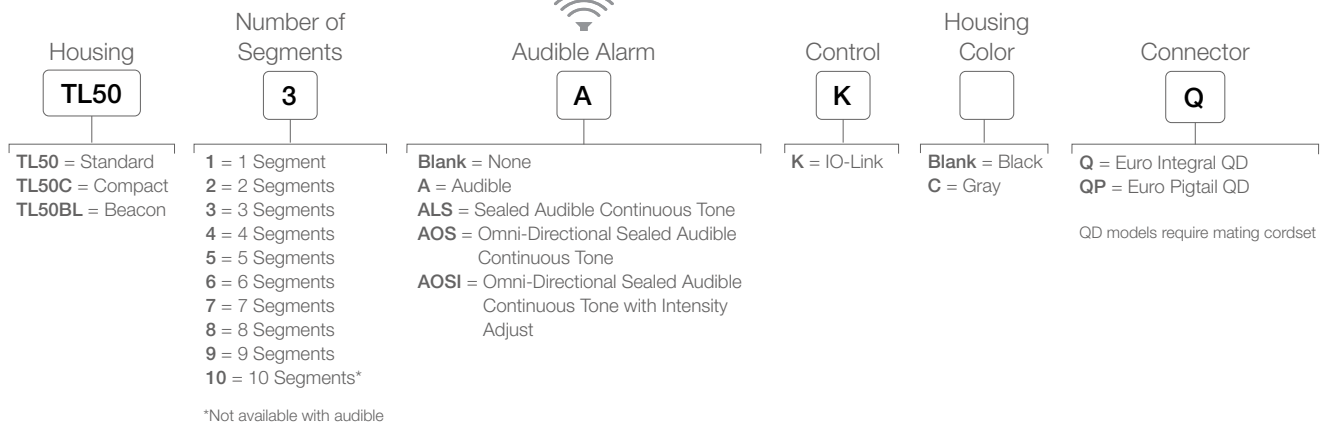 Housing
TL50
TL50 = Standard
TL50C = Compact
TL50BL = Beacon
Number of
Segments
3
1 = 1 Segment
2 = 2 Segments
3 = 3 Segments
4 = 4 Segments
5 = 5 Segments
6 = 6 Segments
7 = 7 Segments
8 = 8 Segments
9 = 9 Segments
10 = 10 Segments*
*Not available with audible
Audible Alarm
A
Blank = None
A = Audible
ALS = Sealed Audible Continuous Tone
AOS = Omni-Directional Sealed Audible
Continuous Tone
AOSI = Omni-Directional Sealed Audible
Continuous Tone with Intensity
Adjust
Control
K
K = IO-Link
Housing
Color
Blank = Black
C = Gray
Connector
Q
Q = Euro Integral QD
QP = Euro Pigtail QD
QD models require mating cordset